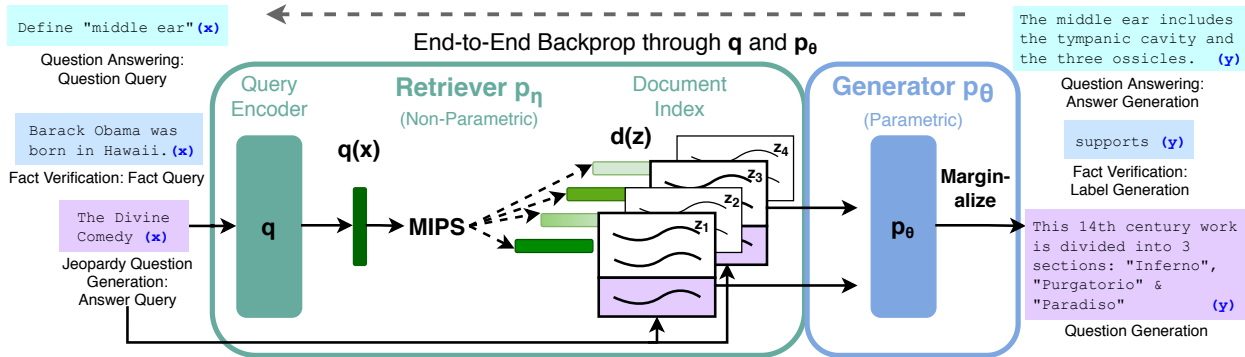 Define "middle ear" (x)
Question Answering:
Question Query
Barack Obama was
born in Hawaii. (x)
Fact Verification: Fact Query
The Divine
Comedy (x)
Jeopardy Question
Generation:
Answer Query
End-to-End Backprop through q and pθ
Query
Encoder
q
q(x)
Retriever pη
(Non-Parametric)
MIPS
Document
Index
d(z)
z4
z3
z2
z1
Generator pθ
(Parametric)
pθ
Margin-
alize
The middle ear includes
the tympanic cavity and
the three ossicles. (y)
Question Answering:
Answer Generation
supports (y)
Fact Verification:
Label Generation
This 14th century work
is divided into 3
sections: "Inferno",
"Purgatorio" &
"Paradiso" (y)
Question Generation